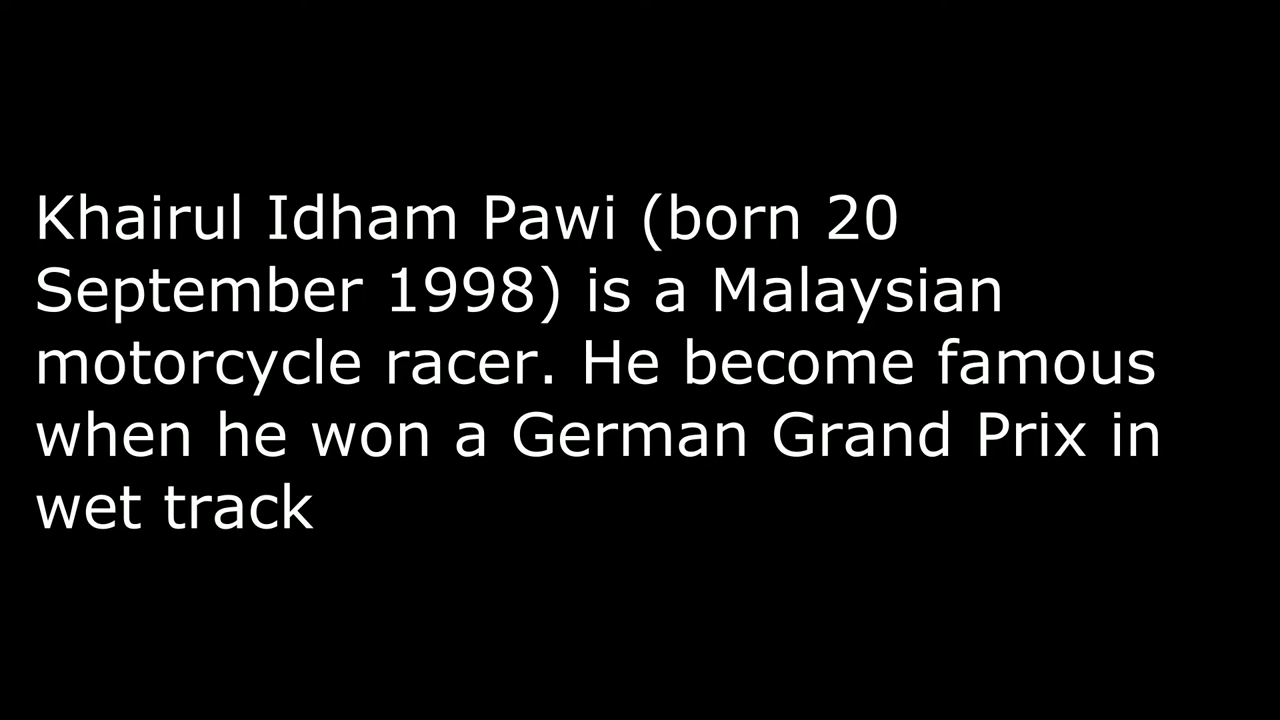 Khairul Idham Pawi (born 20
September 1998) is a Malaysian
motorcycle racer. He become famous
when he won a German Grand Prix in
wet track